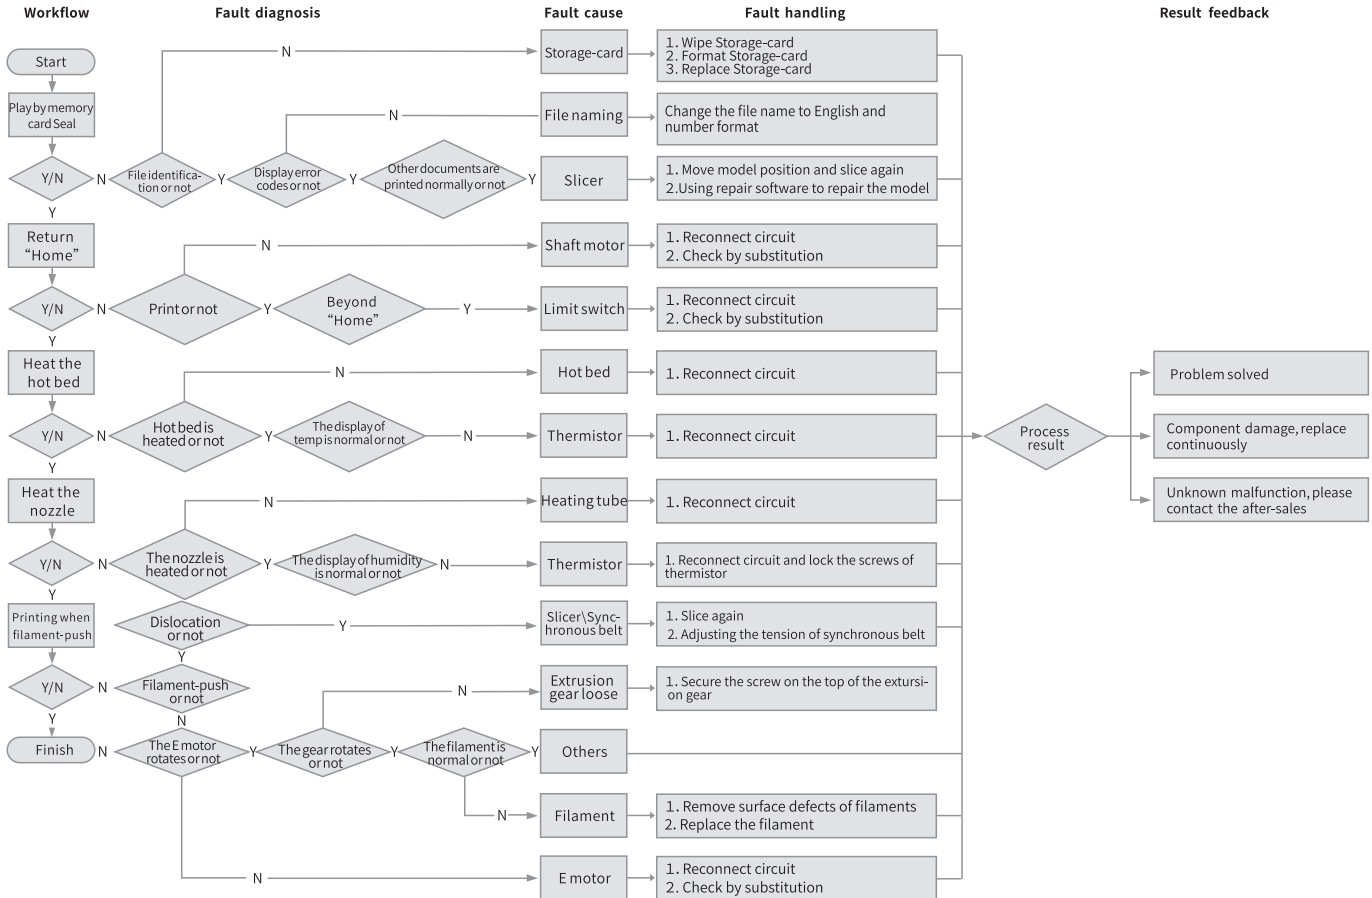 Workflow
Fault diagnosis
Fault cause
Fault handling
Result feedback
Start
N
Storage-card
1. Wipe Storage-card
2. Format Storage-card
3. Replace Storage-card
Play by memory
card Seal
N
File naming
Change the file name to English and
number format
Y/N
N
File identifica-
tion or not
Y
Display error
codes or not
Y
Other documents are
printed normally or not
Y
Slicer
1. Move model position and slice again
2.Using repair software to repair the model
Y
Return
“Home”
N
Shaft motor
1. Reconnect circuit
2. Check by substitution
Y/N
N
Print or not
Y
Beyond
“Home”
Y
Limit switch
1. Reconnect circuit
2. Check by substitution
Y
Heat the
hot bed
N
Hot bed
1. Reconnect circuit
Y/N
N
Hot bed is
heated or not
Y
The display of
temp is normal or not
N
Thermistor
1. Reconnect circuit
Process
result
Problem solved
Component damage, replace
continuously
Unknown malfunction, please
contact the after-sales
Y
Heat the
nozzle
N
Heating tube
1. Reconnect circuit
Y/N
N
The nozzle is
heated or not
Y
The display of humidity
is normal or not
N
Thermistor
1. Reconnect circuit and lock the screws of
thermistor
Y
Printing when
filament-push
Dislocation
or not
Y
Slicer\Sync-
hronous belt
1. Slice again
2. Adjusting the tension of synchronous belt
Y
Y/N
N
Filament-push
or not
N
Extrusion
gear loose
1. Secure the screw on the top of the extursi-
on gear
Y
N
Finish
N
The E motor
rotates or not
Y
The gear rotates
or not
Y
The filament is
normal or not
Y
Others
N
Filament
1. Remove surface defects of filaments
2. Replace the filament
N
E motor
1. Reconnect circuit
2. Check by substitution